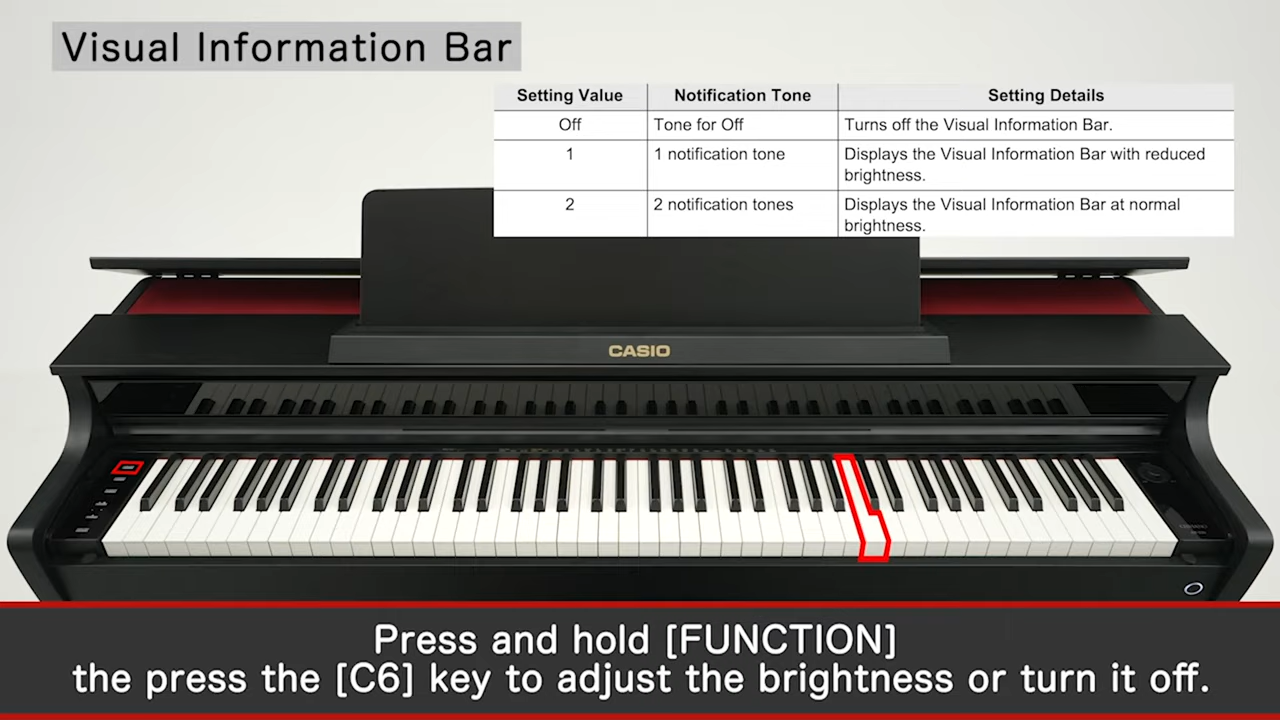 Visual Information Bar
Setting Value Notification Tone Setting Details
Off Tone for Off Turns off the Visual Information Bar.
1 1 notification tone Displays the Visual Information Bar with reduced
brightness.
2 2 notification tones Displays the Visual Information Bar at normal
brightness.
CASIO
Press and hold [FUNCTION]
the press the [C6] key to adjust the brightness or turn it off.